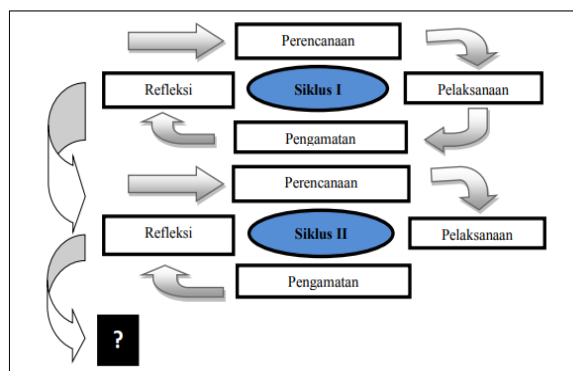 Perencanaan
Refleksi
Siklus I
Pelaksanaan
Pengamatan
Perencanaan
Refleksi
Siklus II
Pelaksanaan
Pengamatan
?